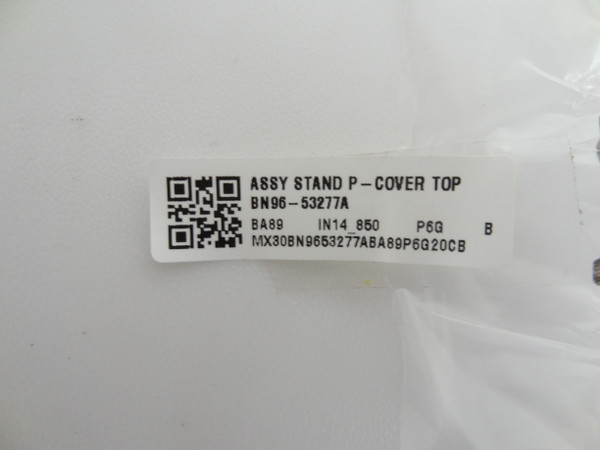 ASSY STAND P-COVER TOP
BN96-53277A
BA89 IN14_850 P6G B
MX30BN9653277ABA89P6G20CB